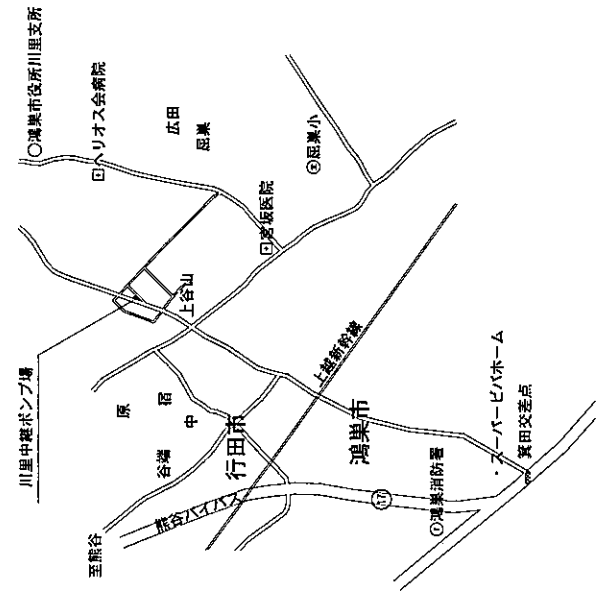 ○鴻巣市役所川里支所
ヘリオス会病院
広田
屈巣
屈巣小
宮坂医院
上谷山
川里中継ポンプ場
原
宿
中
谷端
行田市
至熊谷
熊谷バイパス
上越新幹線
鴻巣市
17
鴻巣消防署
・スーパービバホーム
箕田交差点